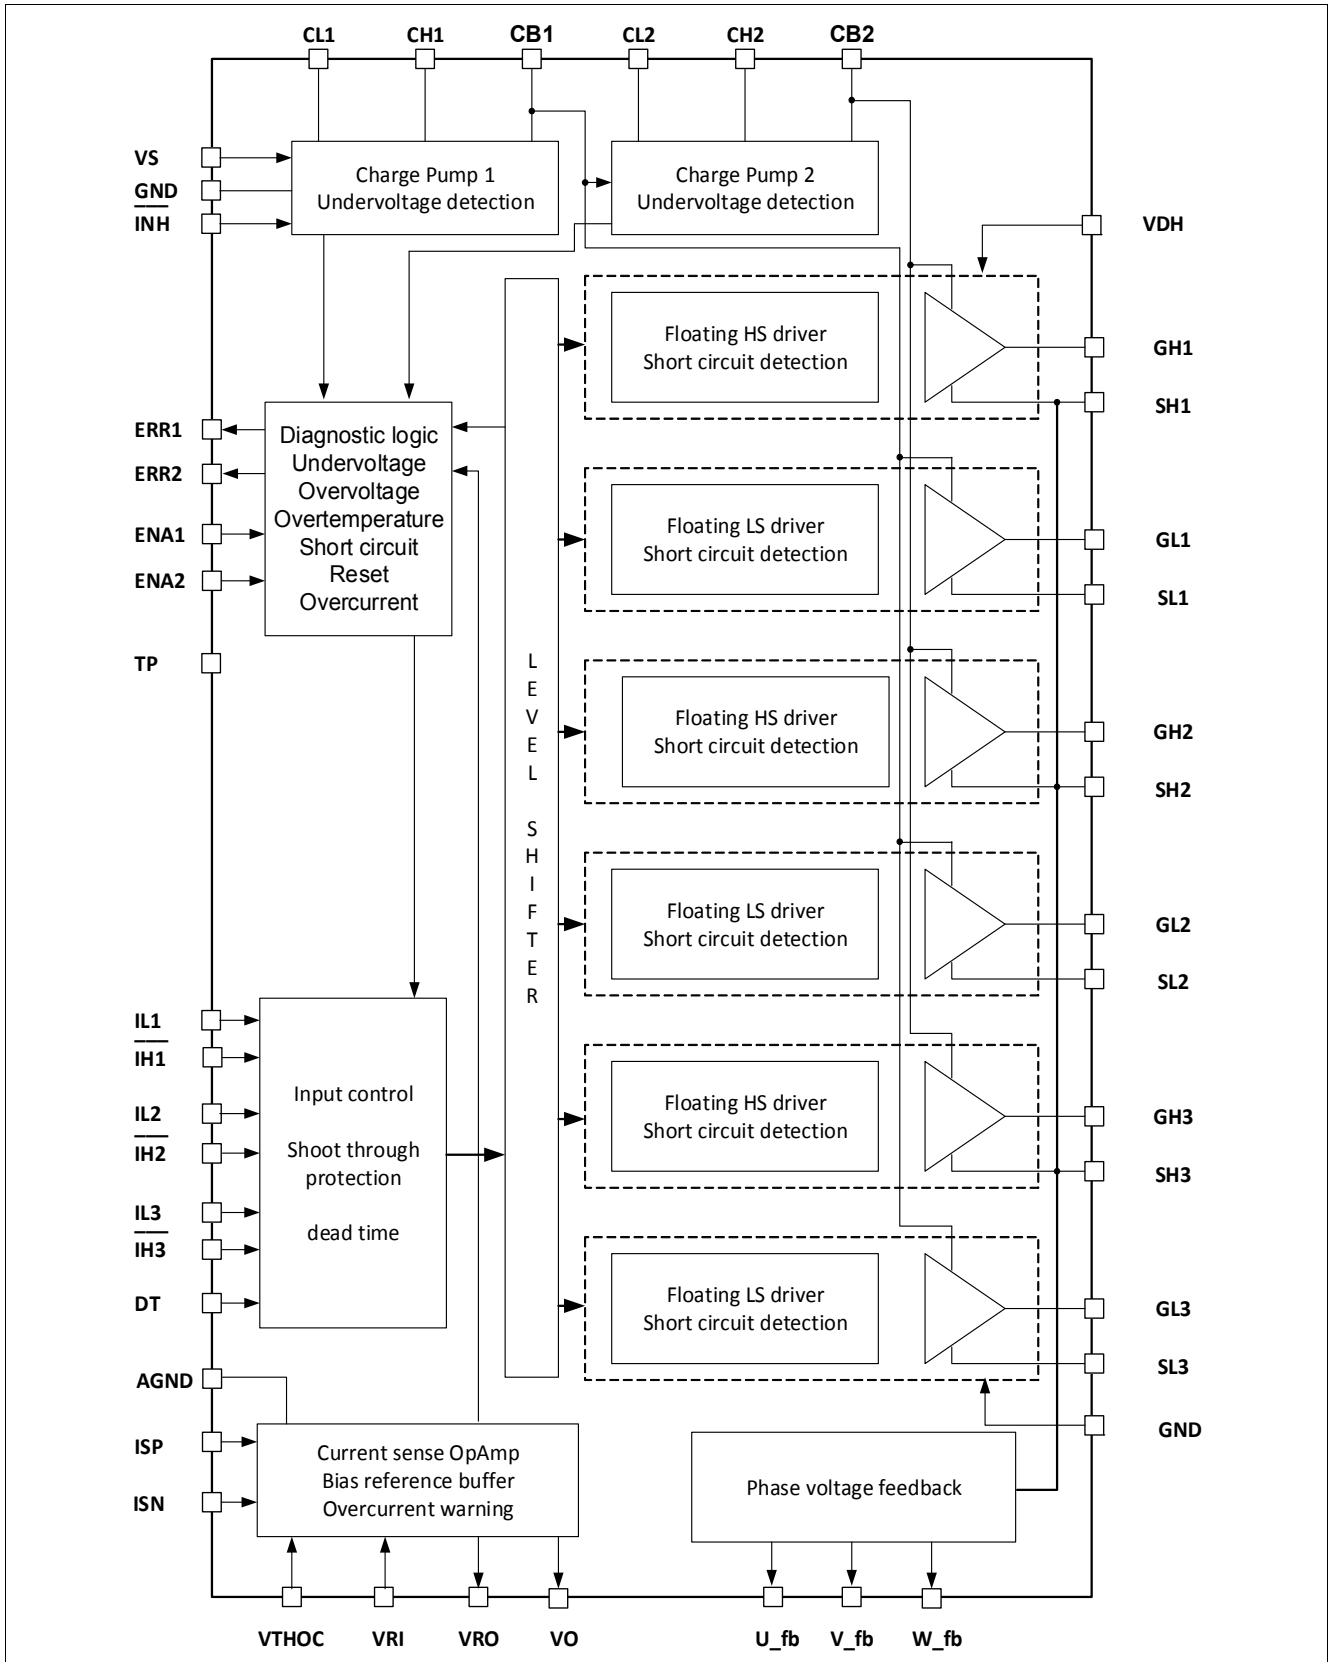 CL1 CH1 CB1 CL2 CH2 CB2
VS
GND
INH
Charge Pump 1
Undervoltage detection
Charge Pump 2
Undervoltage detection
VDH
Floating HS driver
Short circuit detection
GH1
SH1
ERR1
ERR2
ENA1
ENA2
Diagnostic logic
Undervoltage
Overvoltage
Overtemperature
Short circuit
Reset
Overcurrent
Floating LS driver
Short circuit detection
GL1
SL1
TP
LEVEL SHIFTER
Floating HS driver
Short circuit detection
GH2
SH2
Floating LS driver
Short circuit detection
GL2
SL2
IL1
IH1
IL2
IH2
IL3
IH3
DT
Input control
Shoot through
protection
dead time
Floating HS driver
Short circuit detection
GH3
SH3
Floating LS driver
Short circuit detection
GL3
SL3
AGND
ISP
ISN
Current sense OpAmp
Bias reference buffer
Overcurrent warning
Phase voltage feedback
GND
VTHOC VRI VRO VO U_fb V_fb W_fb